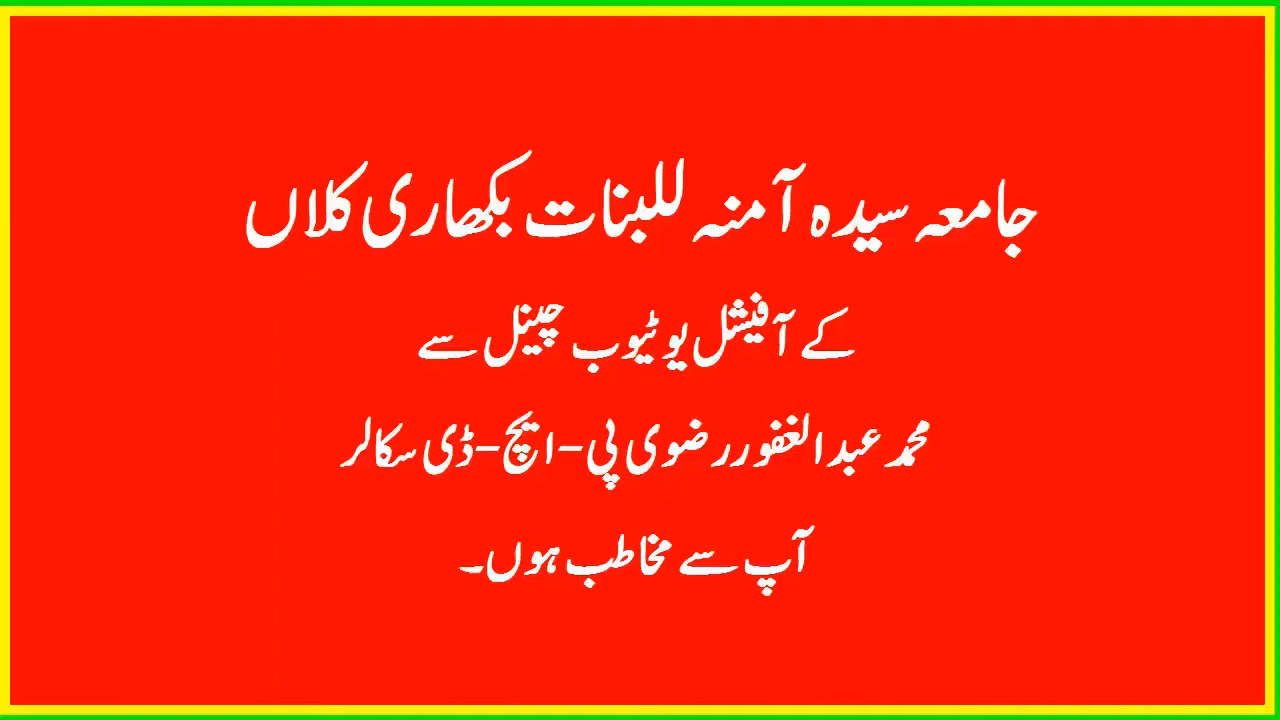 جامعہ سیدہ آمنہ للبنات بکھاری کلاں
کے آفیشل یوٹیوب چینل سے
محمد عبدالغفور رضوی پی-ایچ-ڈی سکالر
آپ سے مخاطب ہوں۔